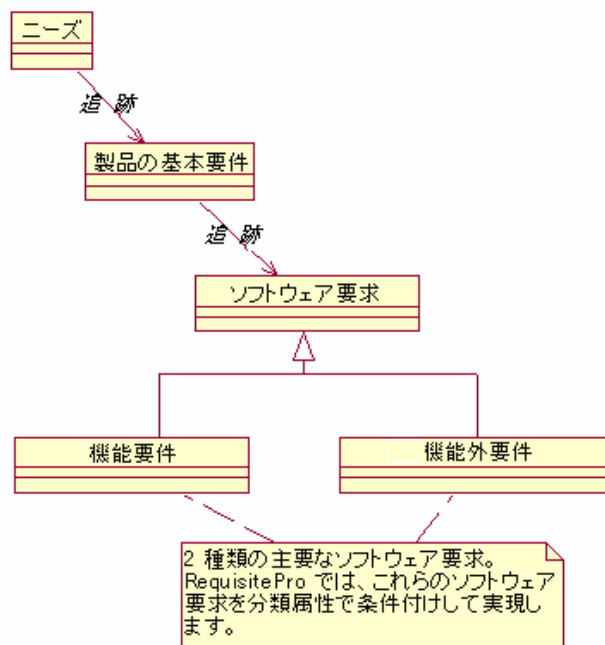 ニーズ
追 跡
製品の基本要件
追 跡
ソフトウェア要求
機能要件
機能外要件
2 種類の主要なソフトウェア要求。
RequisitePro では、これらのソフトウェア
要求を分類属性で条件付けして実現し
ます。